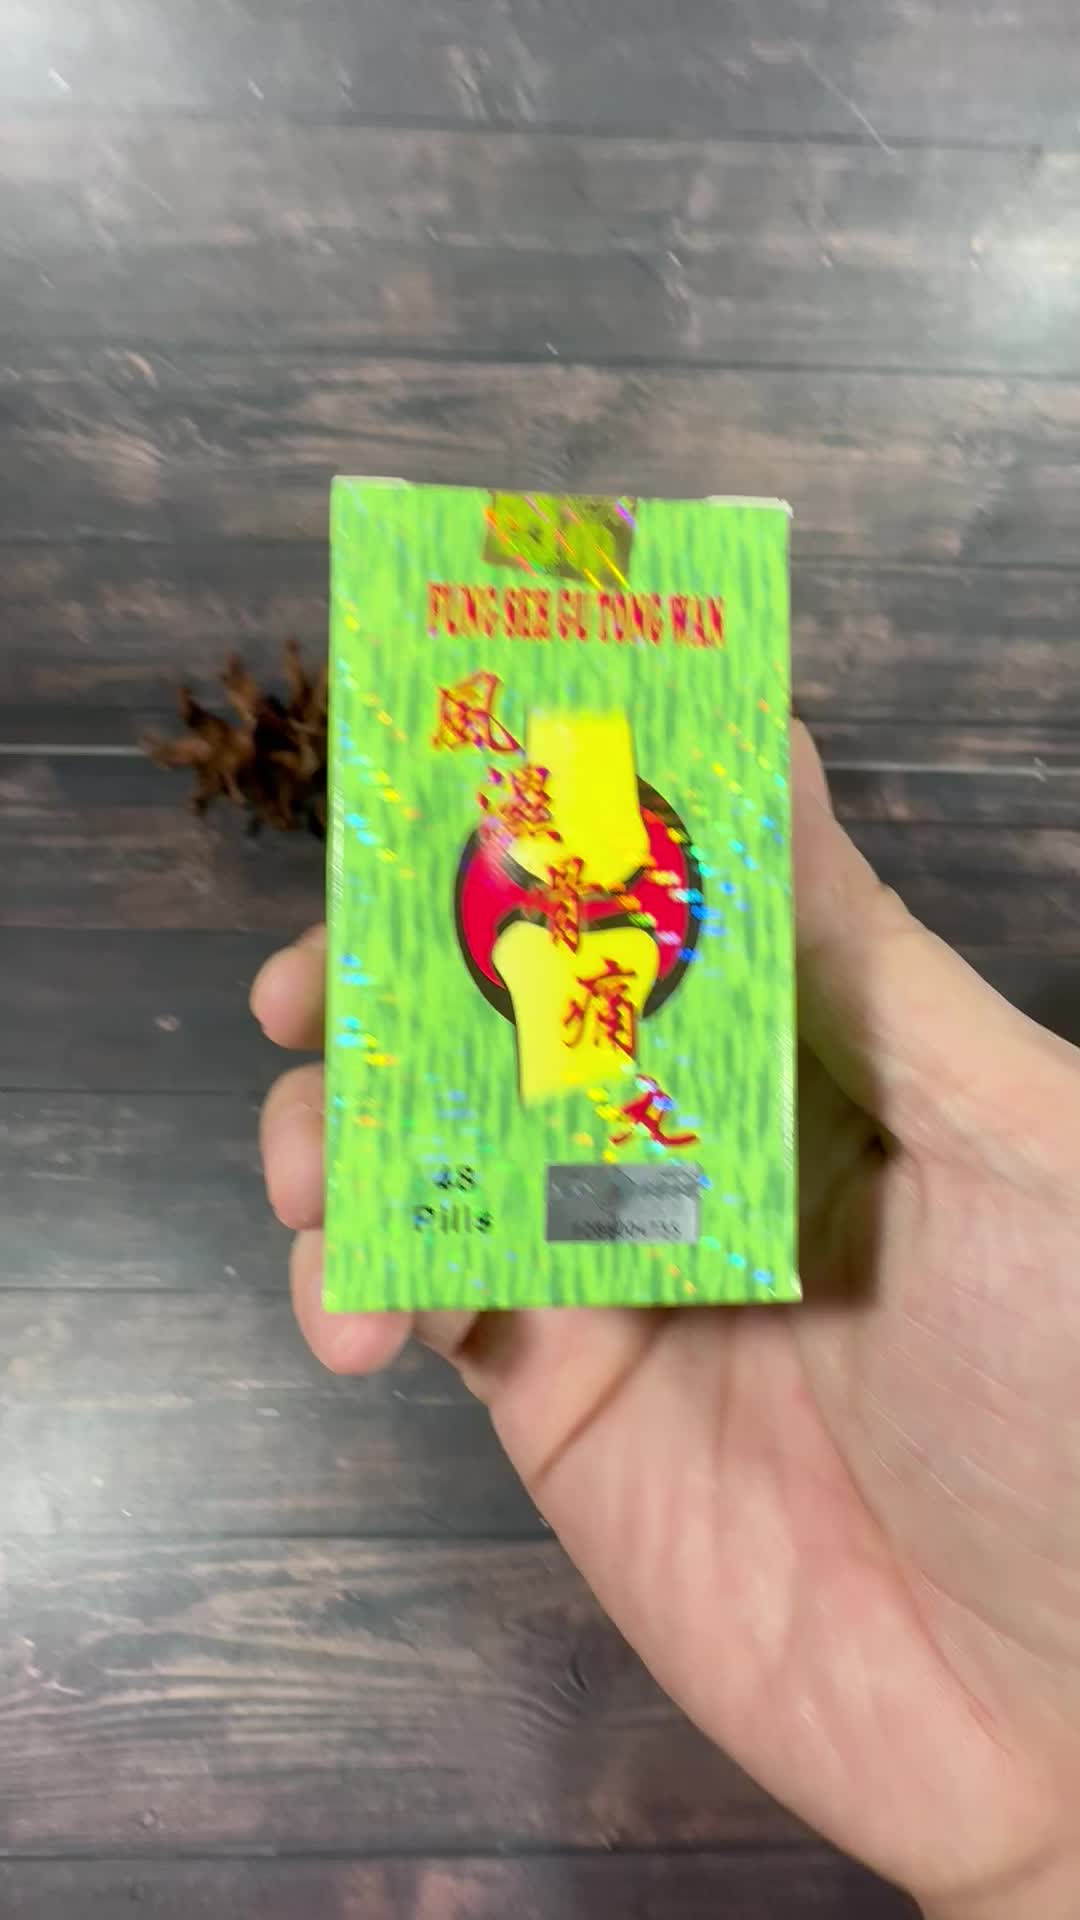 FUNG SEE GU TONG WAN
風濕骨痛丸
48
Pills